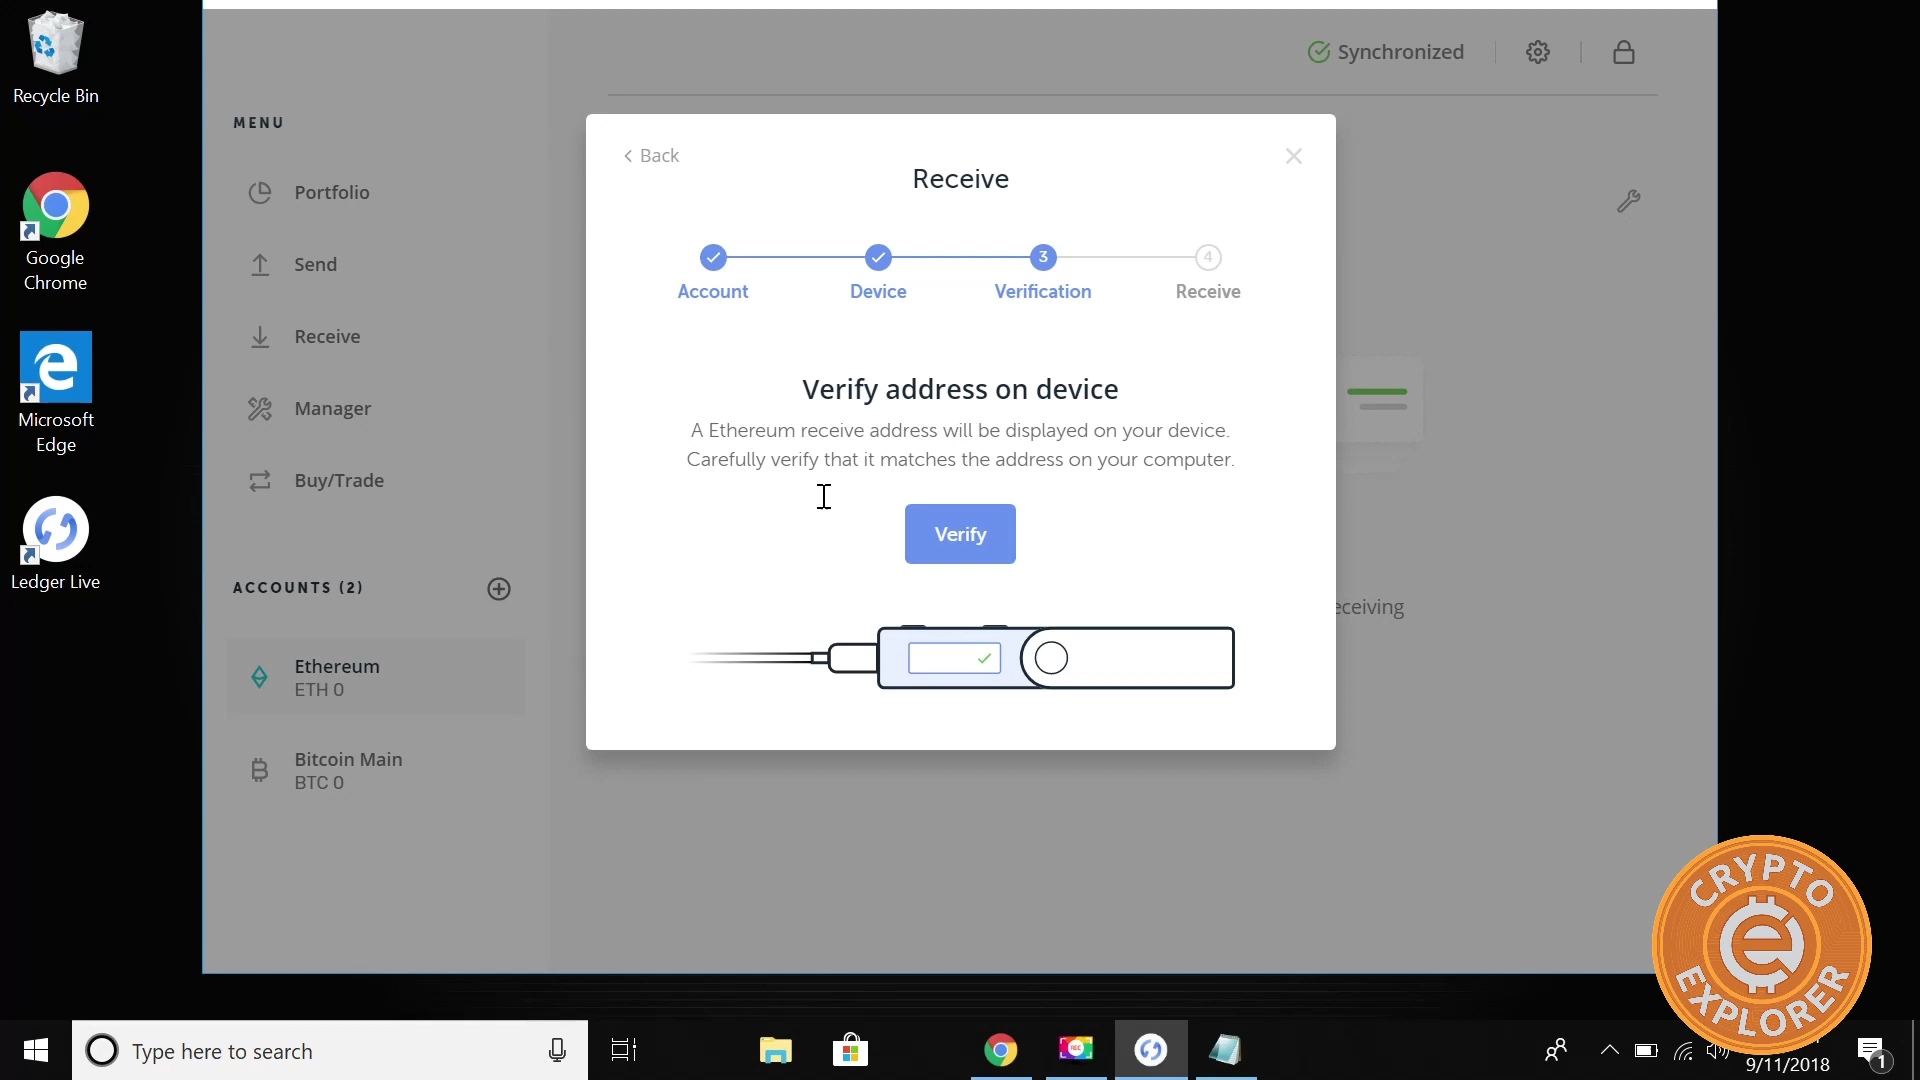 Recycle Bin
Google
Chrome
Microsoft
Edge
Ledger Live
MENU
Portfolio
Send
Receive
Manager
Buy/Trade
ACCOUNTS (2)
Ethereum
ETH 0
Bitcoin Main
BTC 0
Synchronized
Back
Receive
3
4
Account
Device
Verification
Receive
Verify address on device
A Ethereum receive address will be displayed on your device.
Carefully verify that it matches the address on your computer.
Verify
eceiving
CRYPTO
EXPLORER
Type here to search
REC
9/11/2018
1